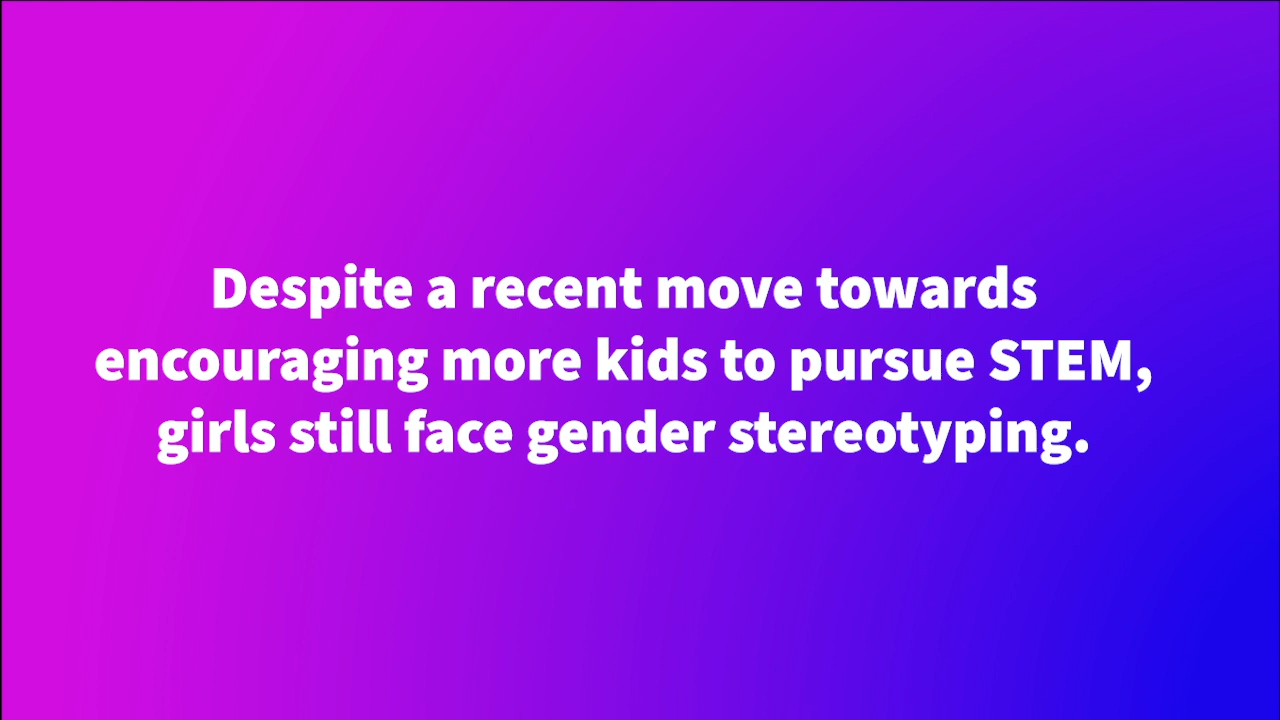 Despite a recent move towards
encouraging more kids to pursue STEM,
girls still face gender stereotyping.